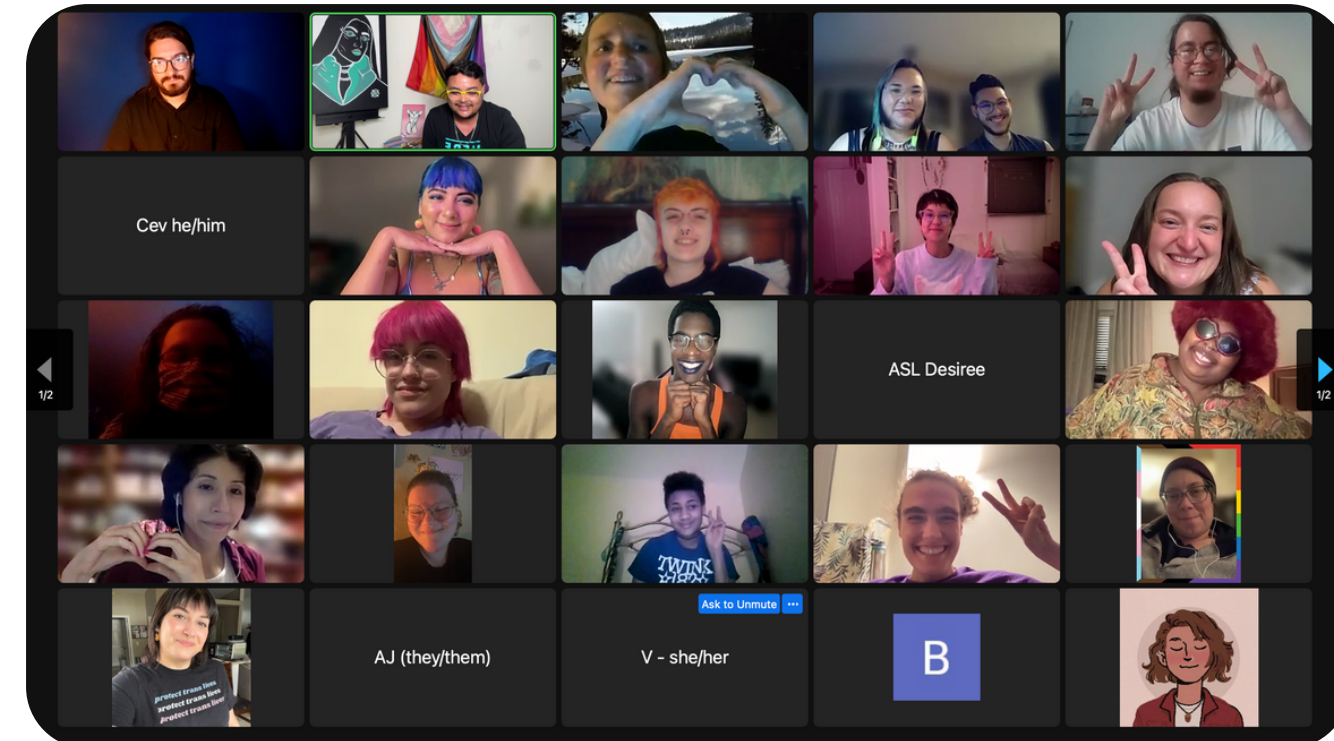 Cev he/him
1/2
ASL Desiree
1/2
TWINK
protect trans lives
protect trans lives
protect trans lives
Ask to Unmute
AJ (they/them)
V - she/her
B